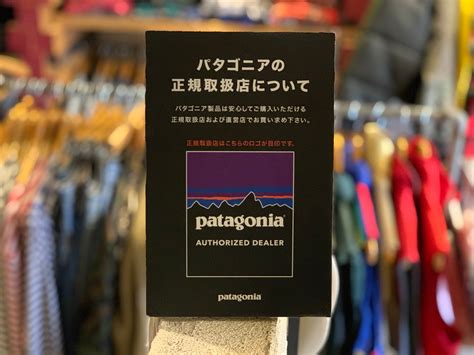 パタゴニアの
正規取扱店について
パタゴニア製品は安心してご購入いただける
正規取扱店および直営店でお買い求め下さい。
正規取扱店はこちらのロゴが目印です。
patagonia
AUTHORIZED DEALER
patagonia